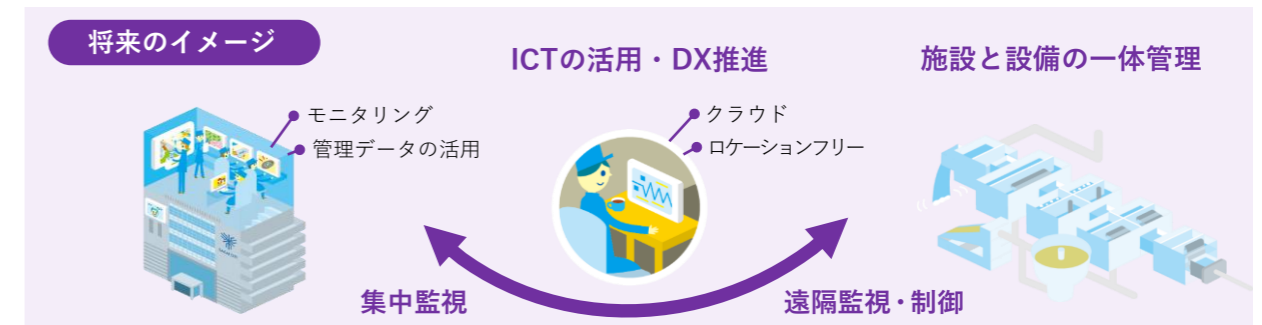 将来のイメージ
ICTの活用・DX推進
施設と設備の一体管理
モニタリング
管理データの活用
クラウド
ロケーションフリー
集中監視
遠隔監視・制御